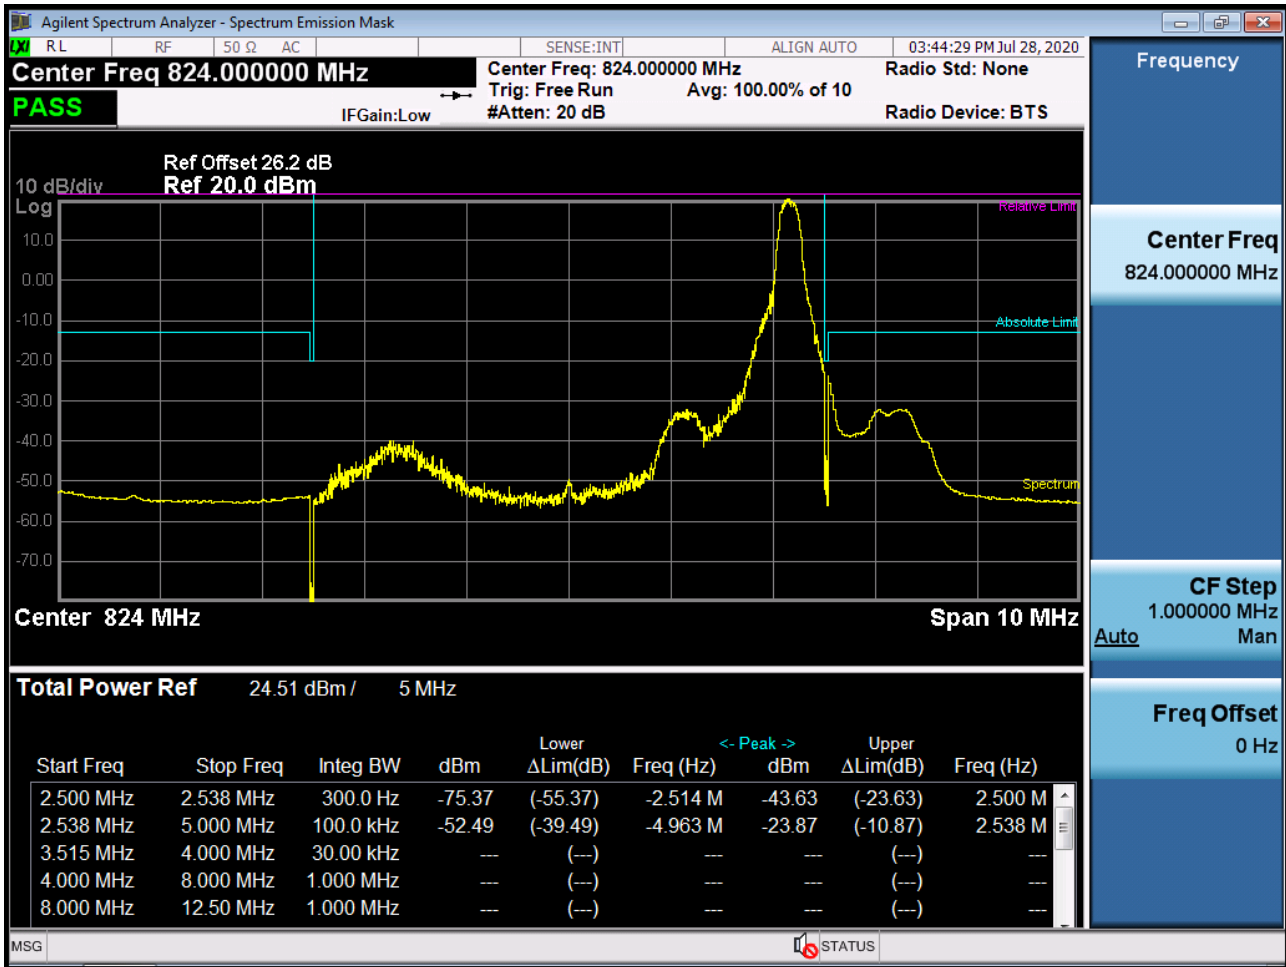 Agilent Spectrum Analyzer - Spectrum Emission Mask
LXI RL RF 50 Ω AC SENSE:INT ALIGN AUTO 03:44:29 PM Jul 28, 2020
Center Freq 824.000000 MHz
Center Freq: 824.000000 MHz Radio Std: None
Trig: Free Run Avg: 100.00% of 10
PASS
IFGain:Low #Atten: 20 dB Radio Device: BTS
Ref Offset 26.2 dB
10 dB/div Ref 20.0 dBm
Log
Relative Limit
10.0
0.00
-10.0
Absolute Limit
-20.0
-30.0
-40.0
-50.0
Spectrum
-60.0
-70.0
Center 824 MHz Span 10 MHz
Total Power Ref 24.51 dBm / 5 MHz
Lower <- Peak -> Upper
Start Freq Stop Freq Integ BW dBm ΔLim(dB) Freq (Hz) dBm ΔLim(dB) Freq (Hz)
2.500 MHz 2.538 MHz 300.0 Hz -75.37 (-55.37) -2.514 M -43.63 (-23.63) 2.500 M
2.538 MHz 5.000 MHz 100.0 kHz -52.49 (-39.49) -4.963 M -23.87 (-10.87) 2.538 M
3.515 MHz 4.000 MHz 30.00 kHz --- (---) --- --- (---) ---
4.000 MHz 8.000 MHz 1.000 MHz --- (---) --- --- (---) ---
8.000 MHz 12.50 MHz 1.000 MHz --- (---) --- --- (---) ---
MSG STATUS
Frequency
Center Freq
824.000000 MHz
CF Step
1.000000 MHz
Auto Man
Freq Offset
0 Hz